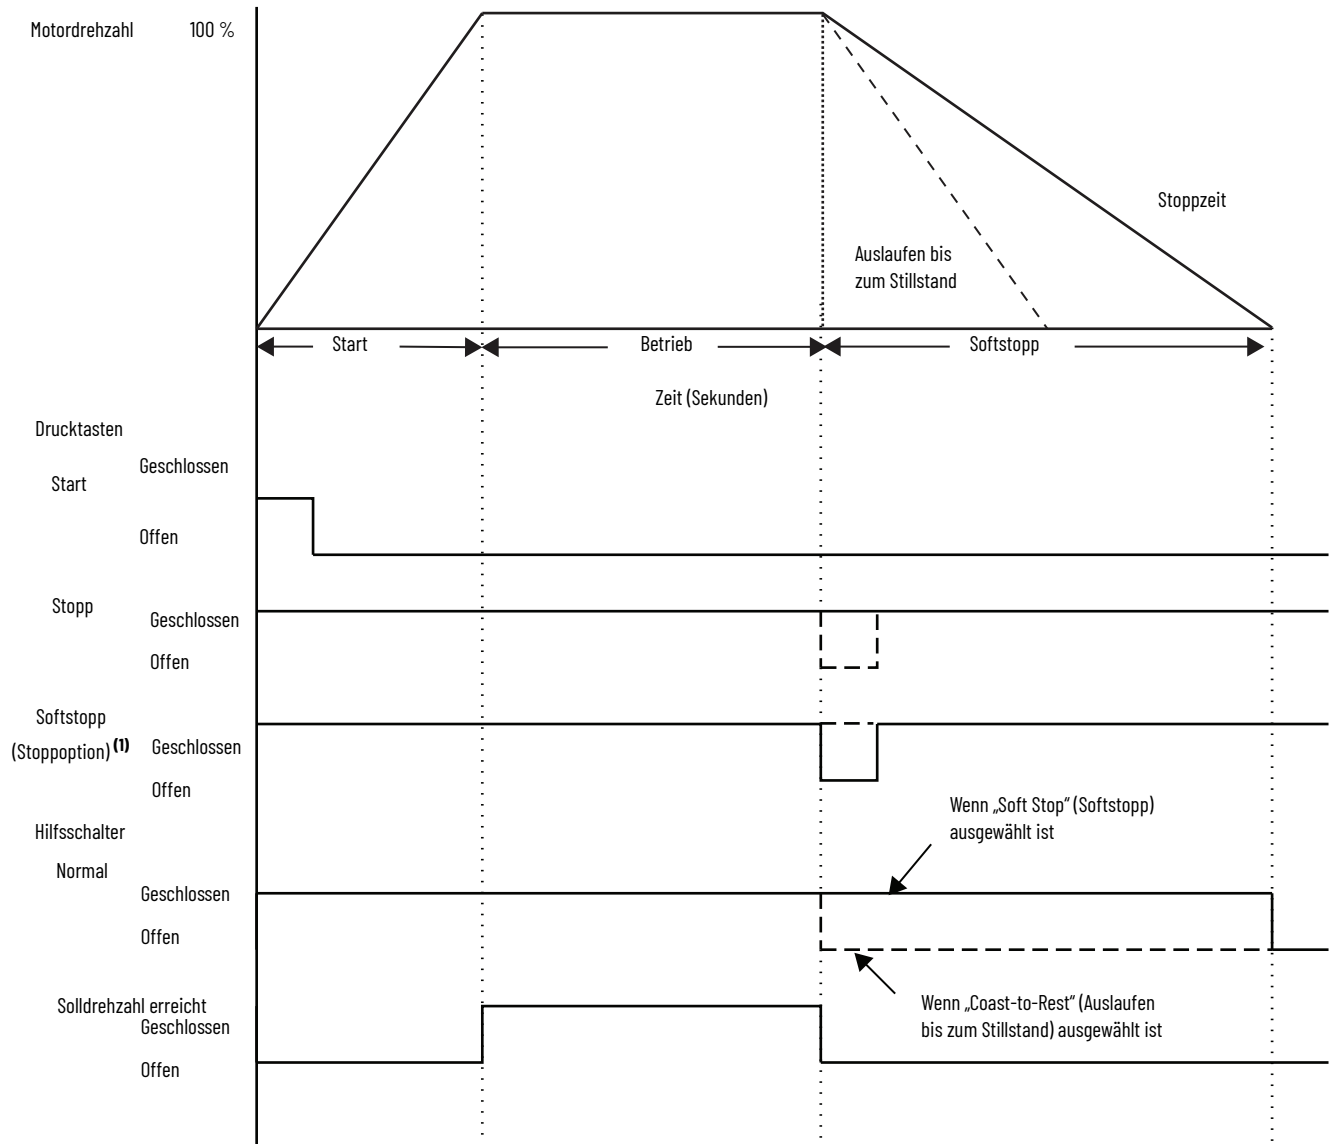 Motordrehzahl 100 %
Stoppzeit
Auslaufen bis
zum Stillstand
Start Betrieb Softstopp
Zeit (Sekunden)
Drucktasten
Geschlossen
Start
Offen
Stopp
Geschlossen
Offen
Softstopp
(Stoppoption) (1) Geschlossen
Offen
Wenn „Soft Stop“ (Softstopp)
ausgewählt ist
Hilfsschalter
Normal
Geschlossen
Offen
Wenn „Coast-to-Rest“ (Auslaufen
bis zum Stillstand) ausgewählt ist
Solldrehzahl erreicht
Geschlossen
Offen